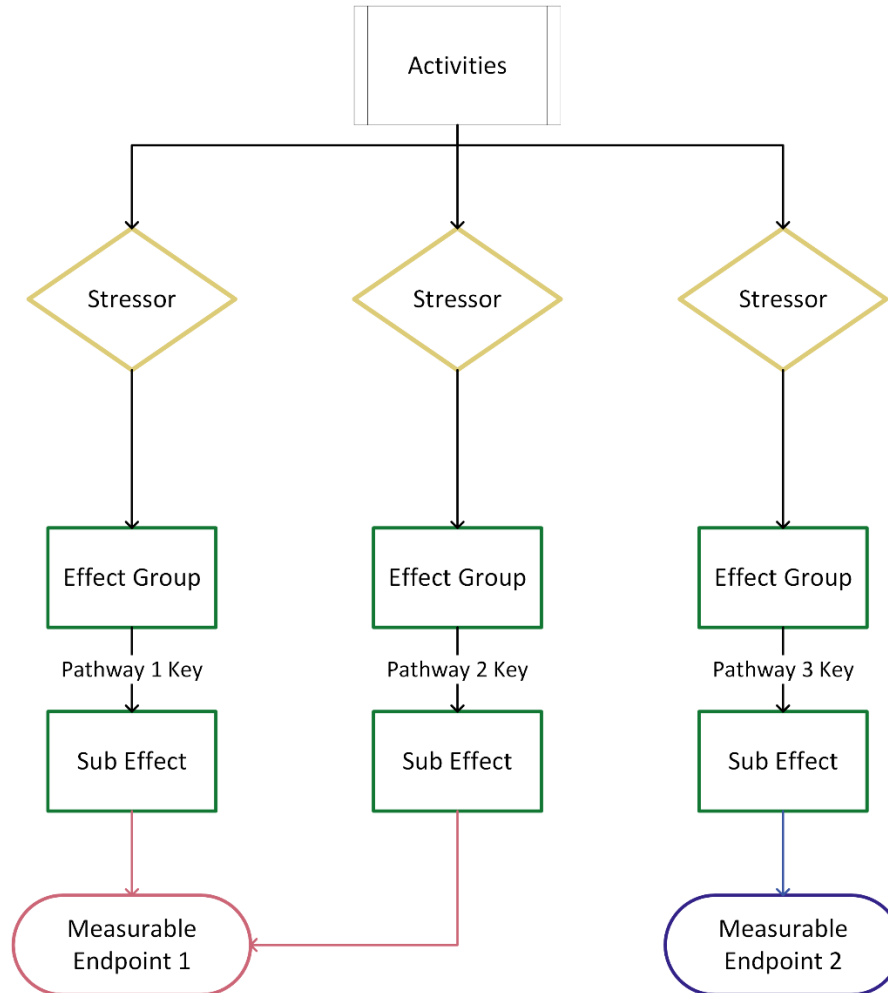 Activities
Stressor
Stressor
Stressor
Effect Group
Effect Group
Effect Group
Pathway 1 Key
Pathway 2 Key
Pathway 3 Key
Sub Effect
Sub Effect
Sub Effect
Measurable
Endpoint 1
Measurable
Endpoint 2